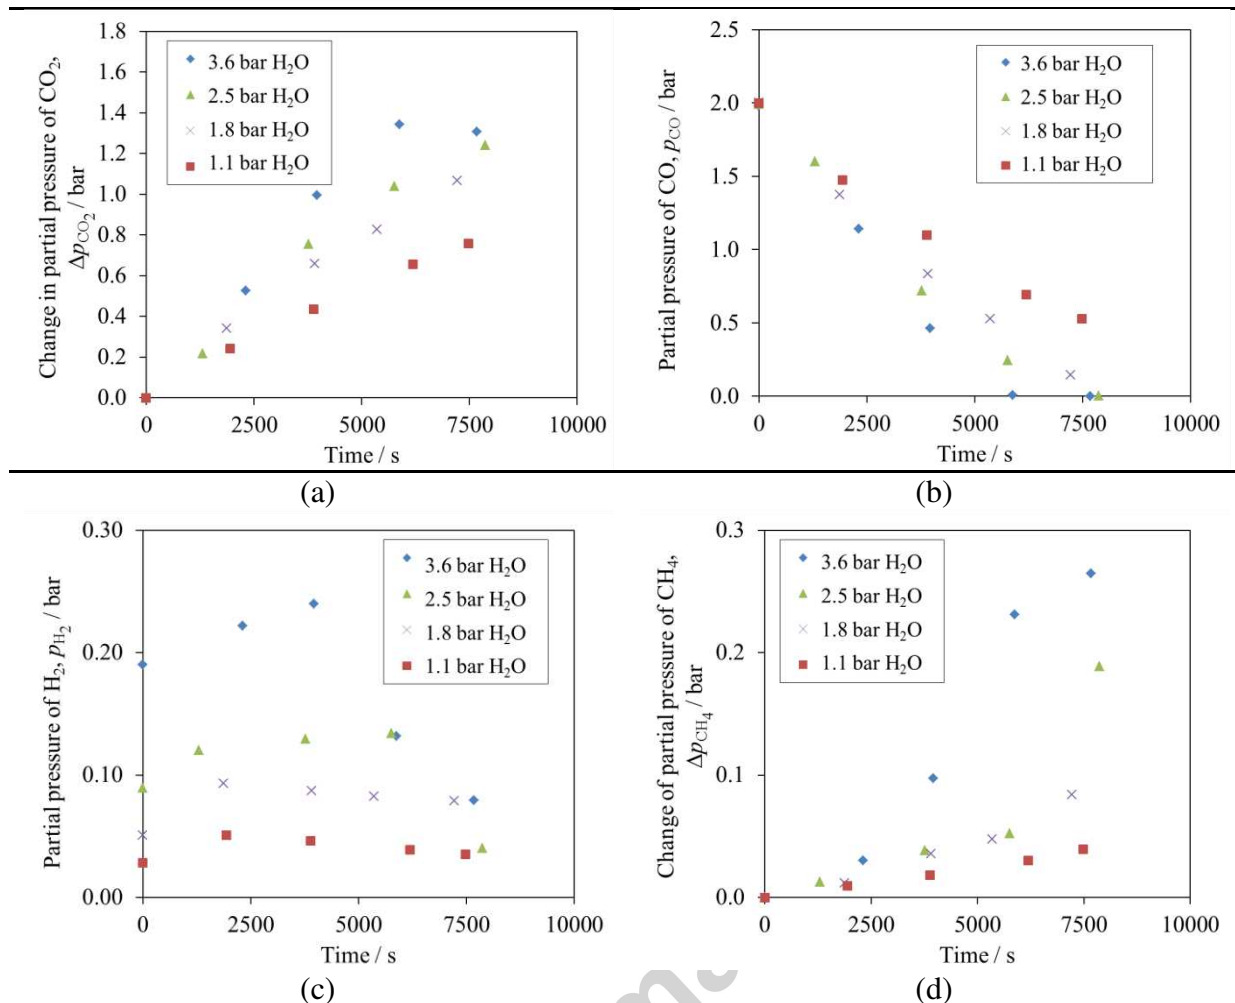 1.8
1.6
1.4
1.2
1.0
0.8
0.6
0.4
0.2
0.0
0 2500 5000 7500 10000
Time / s
Change in partial pressure of CO₂,
Δp_CO₂ / bar
3.6 bar H₂O
2.5 bar H₂O
1.8 bar H₂O
1.1 bar H₂O
(a)
2.5
2.0
1.5
1.0
0.5
0.0
0 2500 5000 7500 10000
Time / s
Partial pressure of CO, p_CO / bar
3.6 bar H₂O
2.5 bar H₂O
1.8 bar H₂O
1.1 bar H₂O
(b)
0.30
0.20
0.10
0.00
0 2500 5000 7500 10000
Time / s
Partial pressure of H₂, p_H₂ / bar
3.6 bar H₂O
2.5 bar H₂O
1.8 bar H₂O
1.1 bar H₂O
(c)
0.3
0.2
0.1
0.0
0 2500 5000 7500 10000
Time / s
Change of partial pressure of CH₄,
Δp_CH₄ / bar
3.6 bar H₂O
2.5 bar H₂O
1.8 bar H₂O
1.1 bar H₂O
(d)